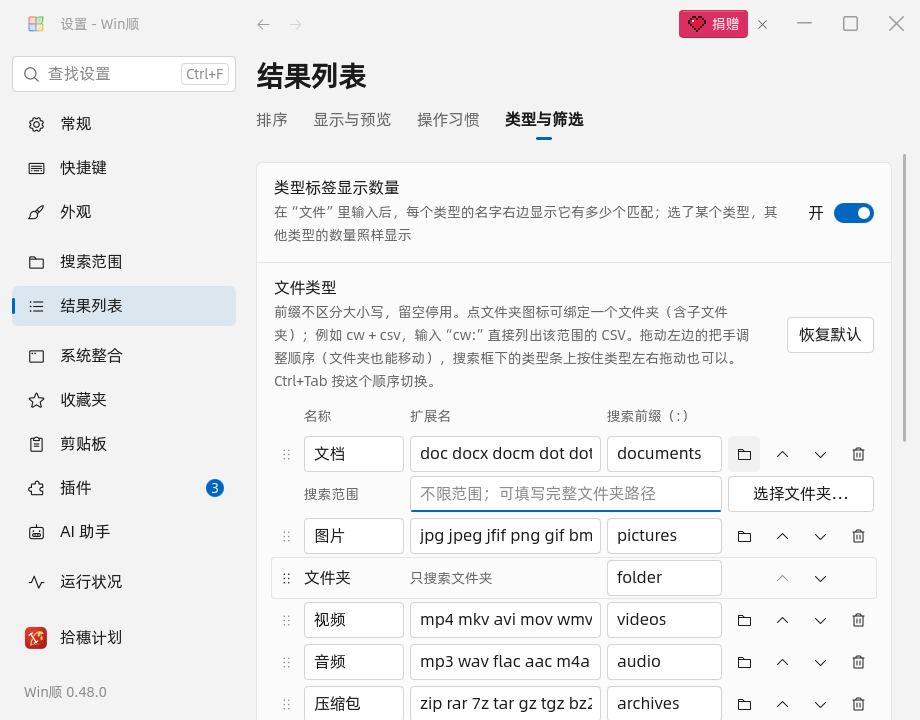 设置 - Win顺
捐赠
查找设置
Ctrl+F
常规
快捷键
外观
搜索范围
结果列表
系统整合
收藏夹
剪贴板
插件
3
AI 助手
运行状况
拾穗计划
Win顺 0.48.0
结果列表
排序
显示与预览
操作习惯
类型与筛选
类型标签显示数量
在“文件”里输入后，每个类型的名字右边显示它有多少个匹配；选了某个类型，其
他类型的数量照样显示
开
文件类型
前缀不区分大小写，留空停用。点文件夹图标可绑定一个文件夹（含子文件
夹）；例如 cw + csv，输入“cw:”直接列出该范围的 CSV。拖动左边的把手调
整顺序（文件夹也能移动），搜索框下的类型条上按住类型左右拖动也可以。
Ctrl+Tab 按这个顺序切换。
恢复默认
名称
扩展名
搜索前缀（:）
文档
doc docx docm dot dot
documents
搜索范围
不限范围；可填写完整文件夹路径
选择文件夹…
图片
jpg jpeg jfif png gif bm
pictures
文件夹
只搜索文件夹
folder
视频
mp4 mkv avi mov wmv
videos
音频
mp3 wav flac aac m4a
audio
压缩包
zip rar 7z tar gz tgz bz2
archives